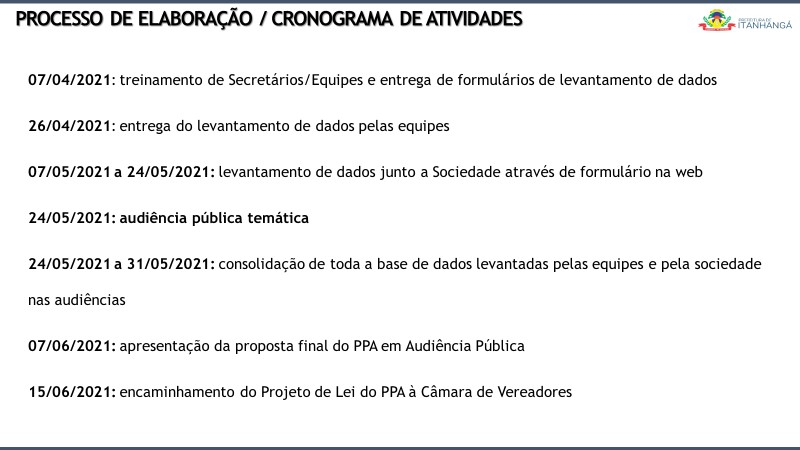 PROCESSO DE ELABORAÇÃO / CRONOGRAMA DE ATIVIDADES
PREFEITURA DE
ITANHANGÁ
07/04/2021: treinamento de Secretários/Equipes e entrega de formulários de levantamento de dados
26/04/2021: entrega do levantamento de dados pelas equipes
07/05/2021 a 24/05/2021: levantamento de dados junto a Sociedade através de formulário na web
24/05/2021: audiência pública temática
24/05/2021 a 31/05/2021: consolidação de toda a base de dados levantadas pelas equipes e pela sociedade
nas audiências
07/06/2021: apresentação da proposta final do PPA em Audiência Pública
15/06/2021: encaminhamento do Projeto de Lei do PPA à Câmara de Vereadores